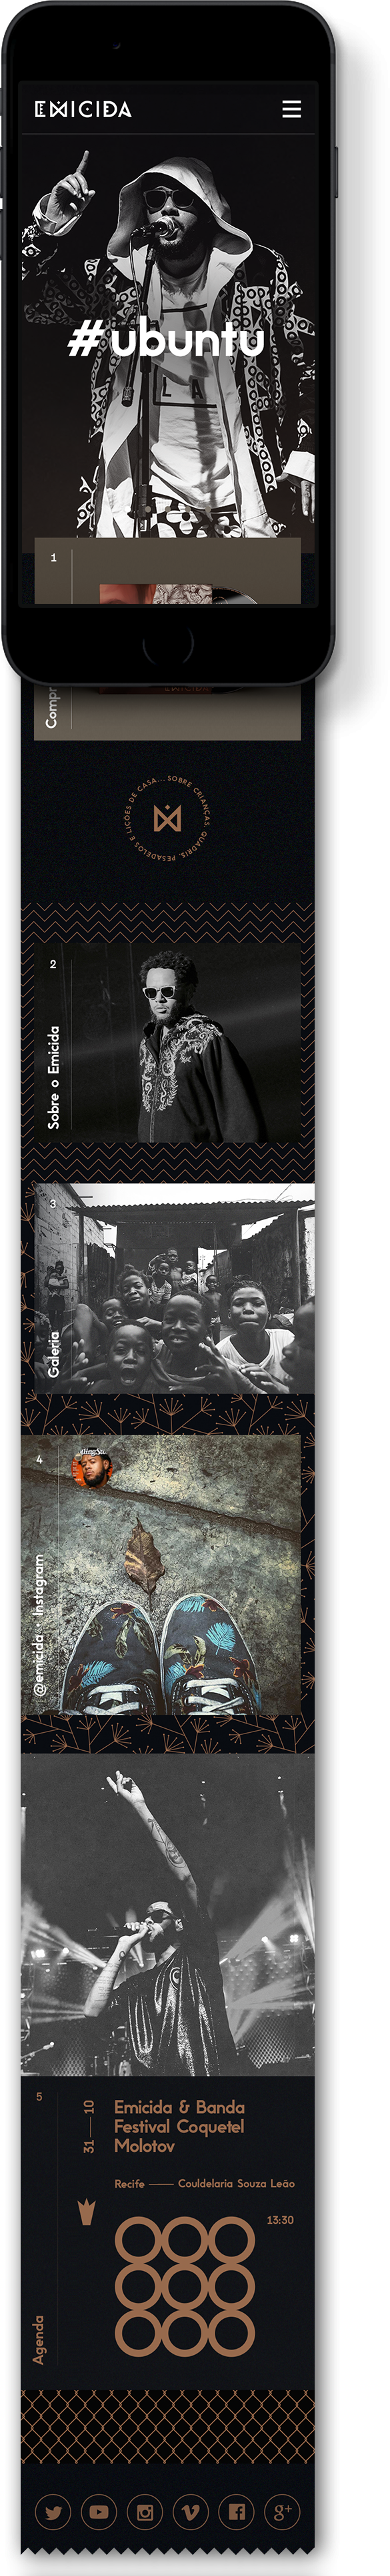 EMICIDA
#ubuntu
LA
1
Compr
SOBRE CRIANÇAS, QUADRIS, PESADELOS E LIÇÕES DE CASA...
2
Sobre o Emicida
3
Galeria
4
@emicida - Instagram
5
31—10
Emicida & Banda
Festival Coquetel
Molotov
Recife — Couldelaria Souza Leão
13:30
Agenda
g+